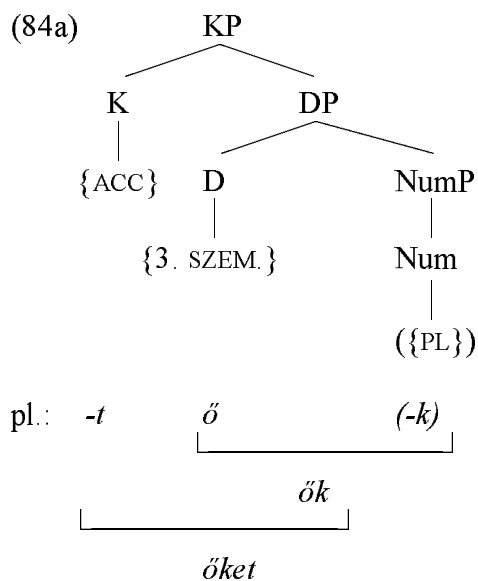 (84a) KP
K DP
{ACC} D NumP
{3. SZEM.} Num
({PL})
pl.: -t ő (-k)
ők
őket